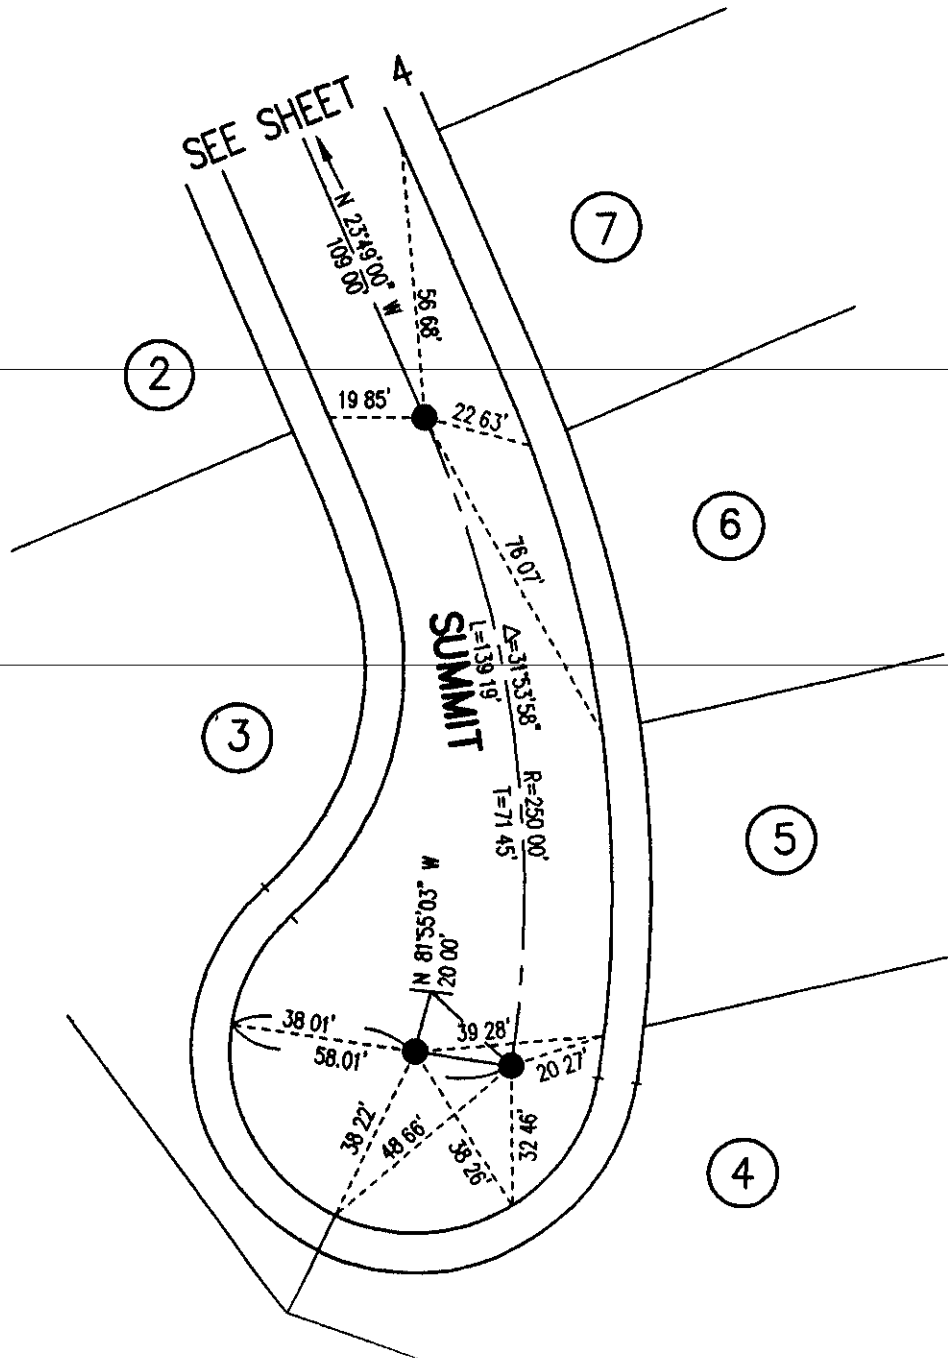 SEE SHEET 4
N 23°49'00" W
109 00'
56 68'
7
2
19 85'
22 63'
6
76 07'
SUMMIT
Δ=31°53'58"
L=139 19'
3
R=250 00'
T=71 45'
5
N 81°55'03" W
20 00'
38 01'
58.01'
39 28'
20 27'
38 22'
48 66'
38 26'
32 46'
4